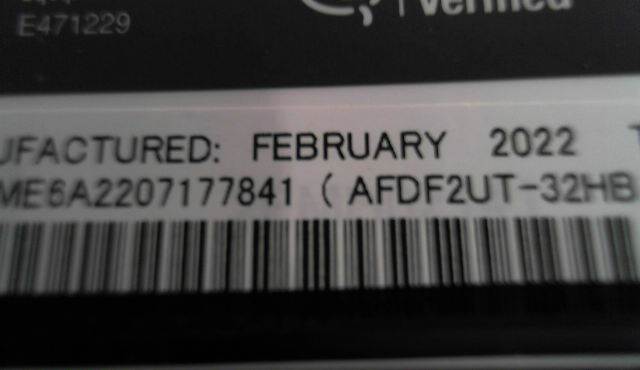 E471229
Verified
UFACTURED: FEBRUARY 2022
ME6A2207177841 ( AFDF2UT-32HB